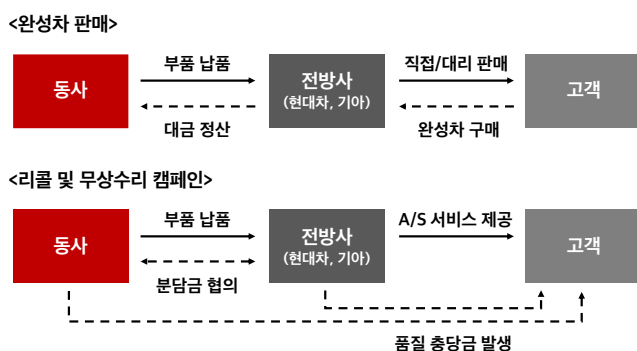 <완성차 판매>
동사
부품 납품
대금 정산
전방사
(현대차, 기아)
직접/대리 판매
완성차 구매
고객
<리콜 및 무상수리 캠페인>
동사
부품 납품
분담금 협의
전방사
(현대차, 기아)
A/S 서비스 제공
고객
품질 충당금 발생